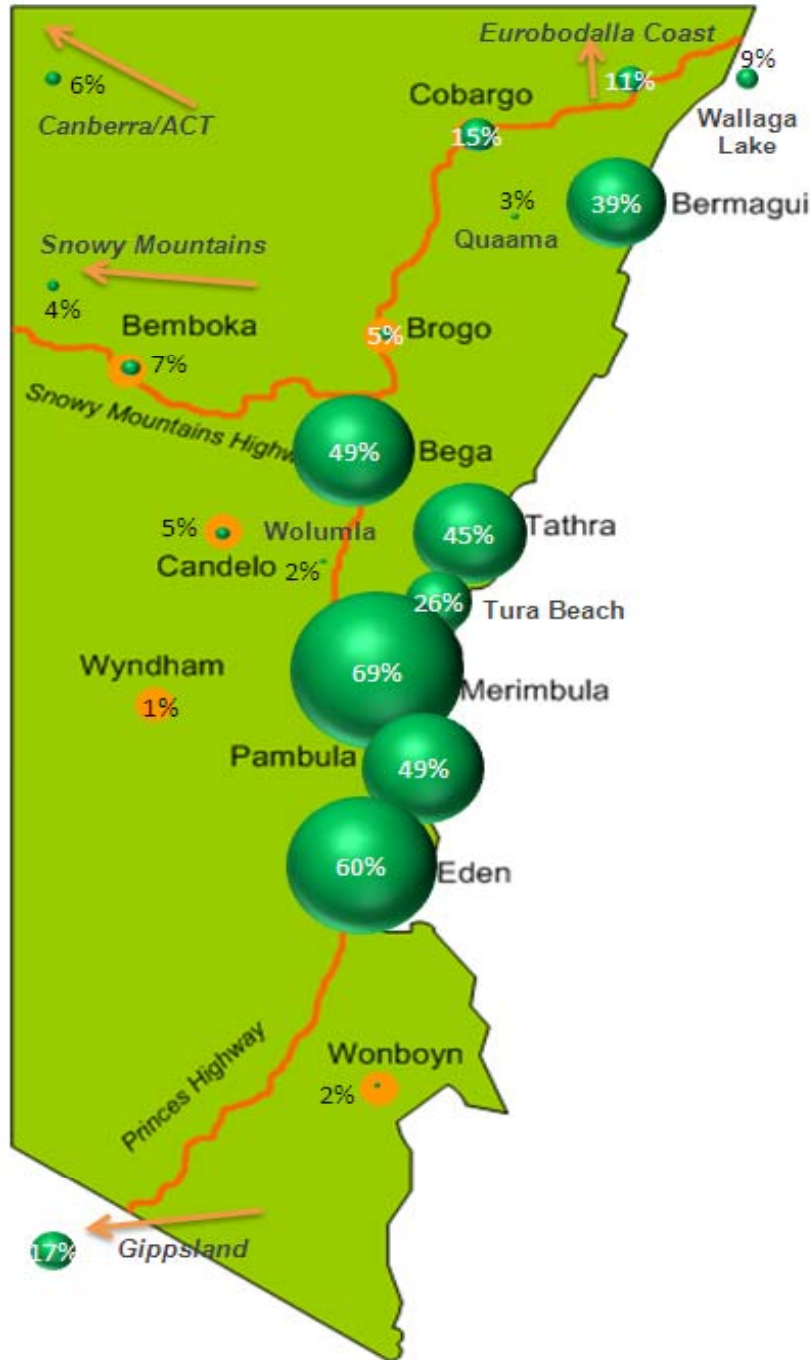 Eurobodalla Coast
9%
6%
11%
Canberra/ACT
Cobargo
Wallaga
Lake
15%
3%
39%
Bermagui
Quaama
Snowy Mountains
4%
Bemboka
5%
Brogo
7%
Snowy Mountains Highw
49%
Bega
5%
Wolumla
45%
Tathra
Candelo
2%
26%
Tura Beach
Wyndham
69%
Merimbula
1%
Pambula
49%
60%
Eden
Princes Highway
Wonboyn
2%
17%
Gippsland